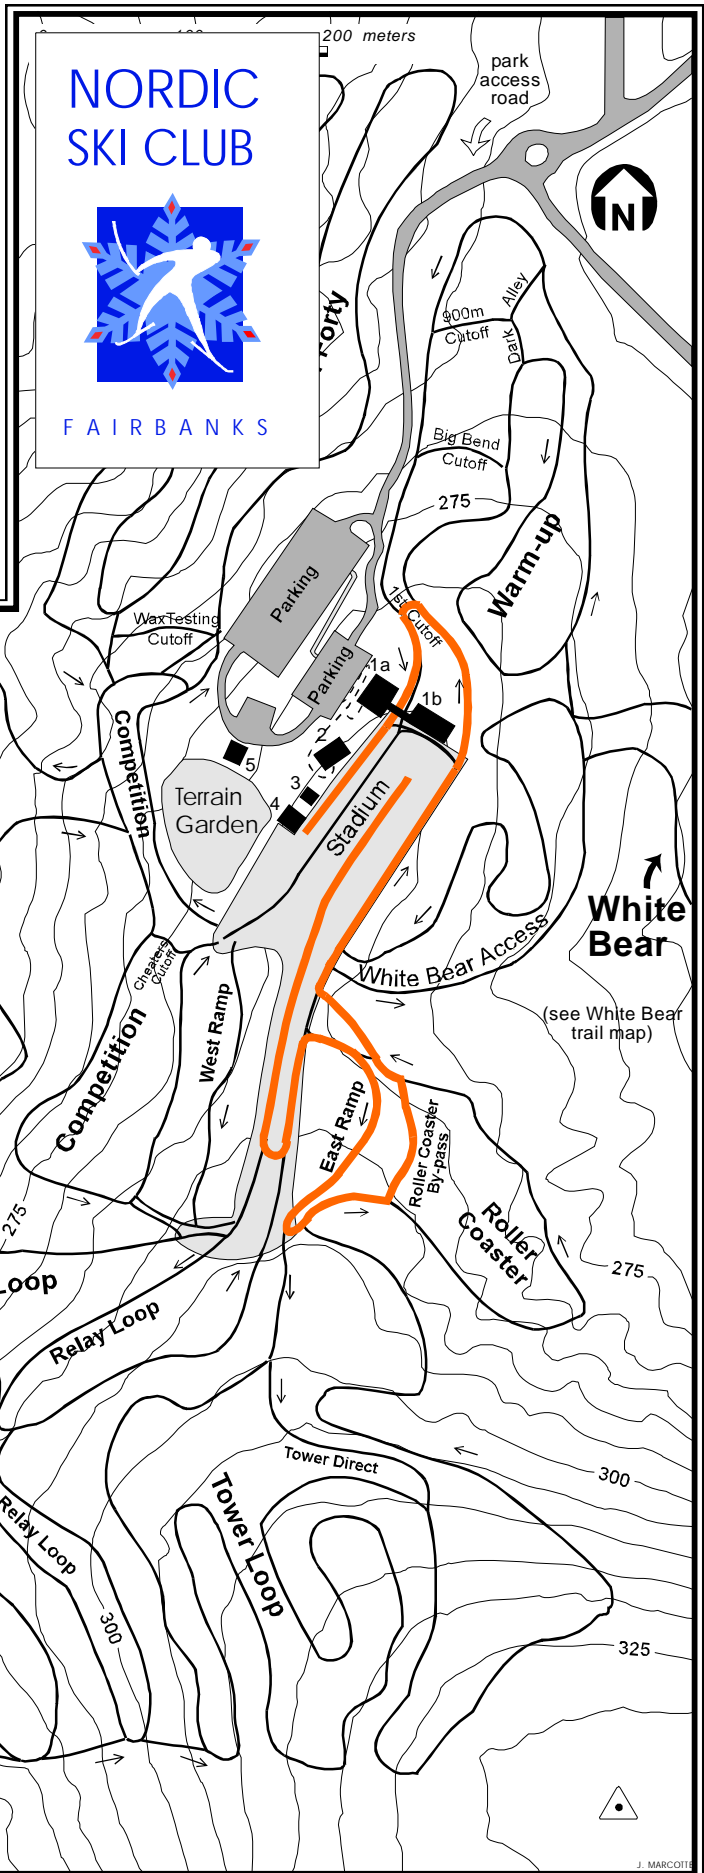 200 meters
NORDIC
SKI CLUB
FAIRBANKS
park
access
road
N
Forty
900m
Cutoff
Dark Alley
Big Bend
Cutoff
275
Warm-up
Parking
Parking
1st Cutoff
WaxTesting
Cutoff
1a
1b
2
3
4
5
Competition
Terrain
Garden
Stadium
White
Bear
White Bear Access
(see White Bear
trail map)
Cheaters
Cutoff
Competition
West Ramp
East Ramp
Roller Coaster
By-pass
Roller
Coaster
275
275
Loop
Relay Loop
Tower Direct
300
Tower Loop
Relay Loop
300
325
J. MARCOTTE